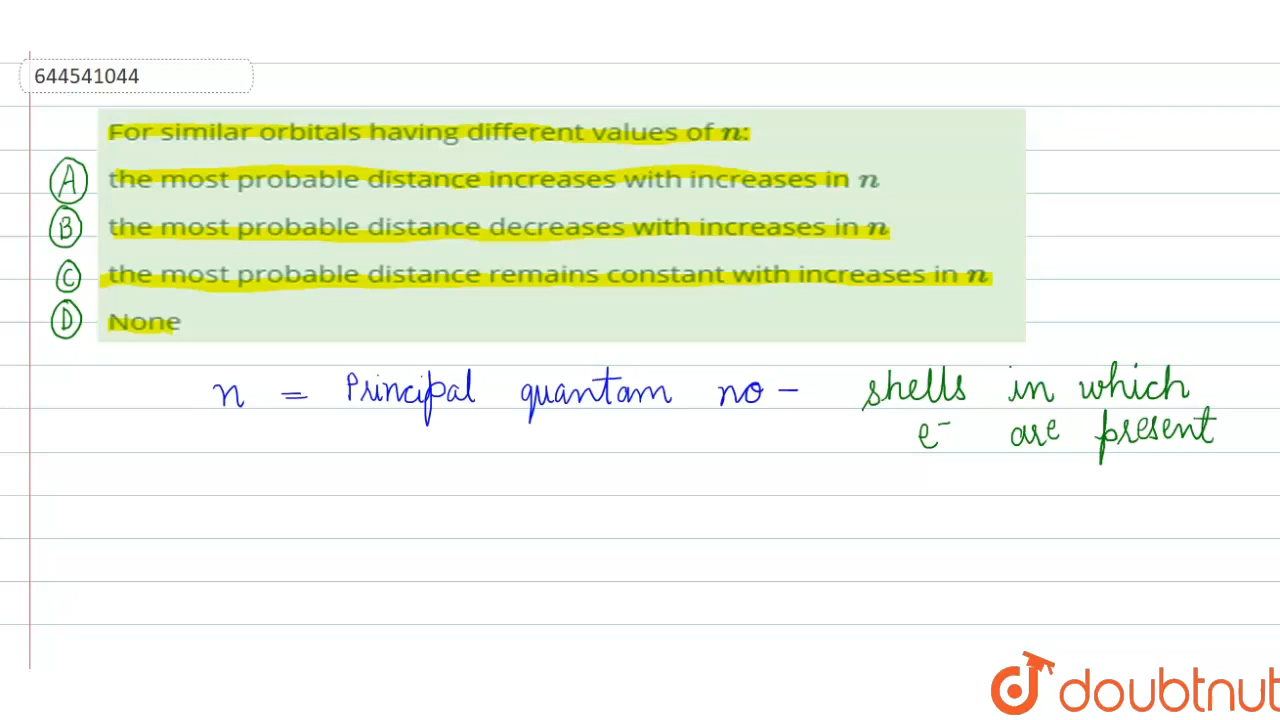 644541044
For similar orbitals having different values of n:
A the most probable distance increases with increases in n
B the most probable distance decreases with increases in n
C the most probable distance remains constant with increases in n
D None
n = Principal quantam no - shells in which
e⁻ are present
doubtnut